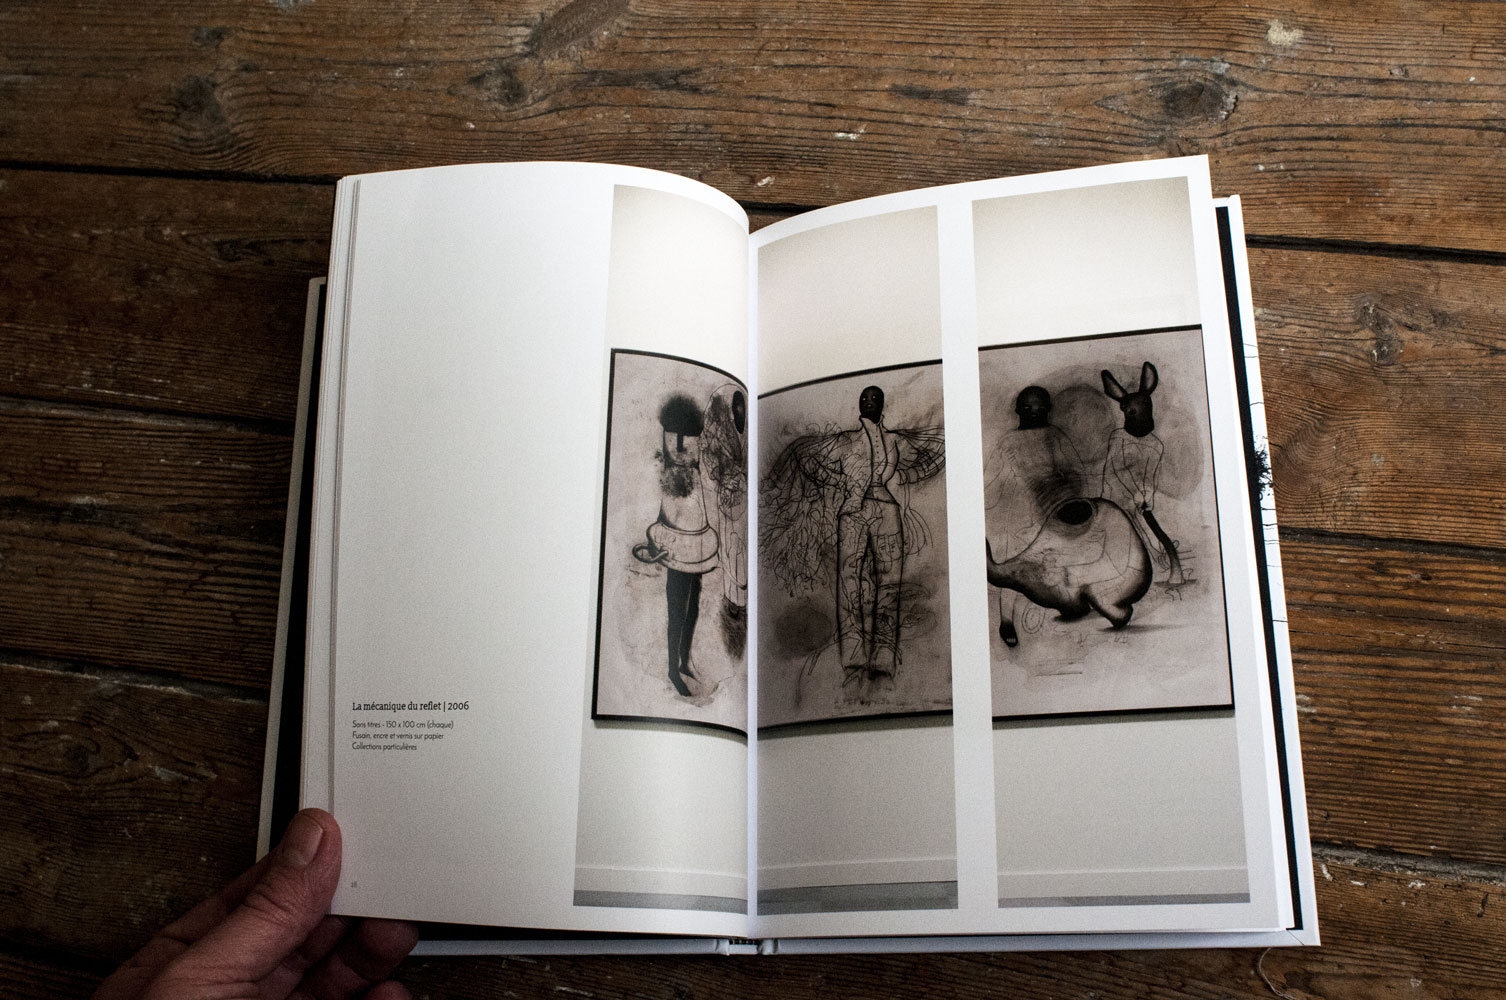 La mécanique du reflet | 2006
Sans titres - 150 x 100 cm (chaque)
Fusain, encre et vernis sur papier
Collections particulières